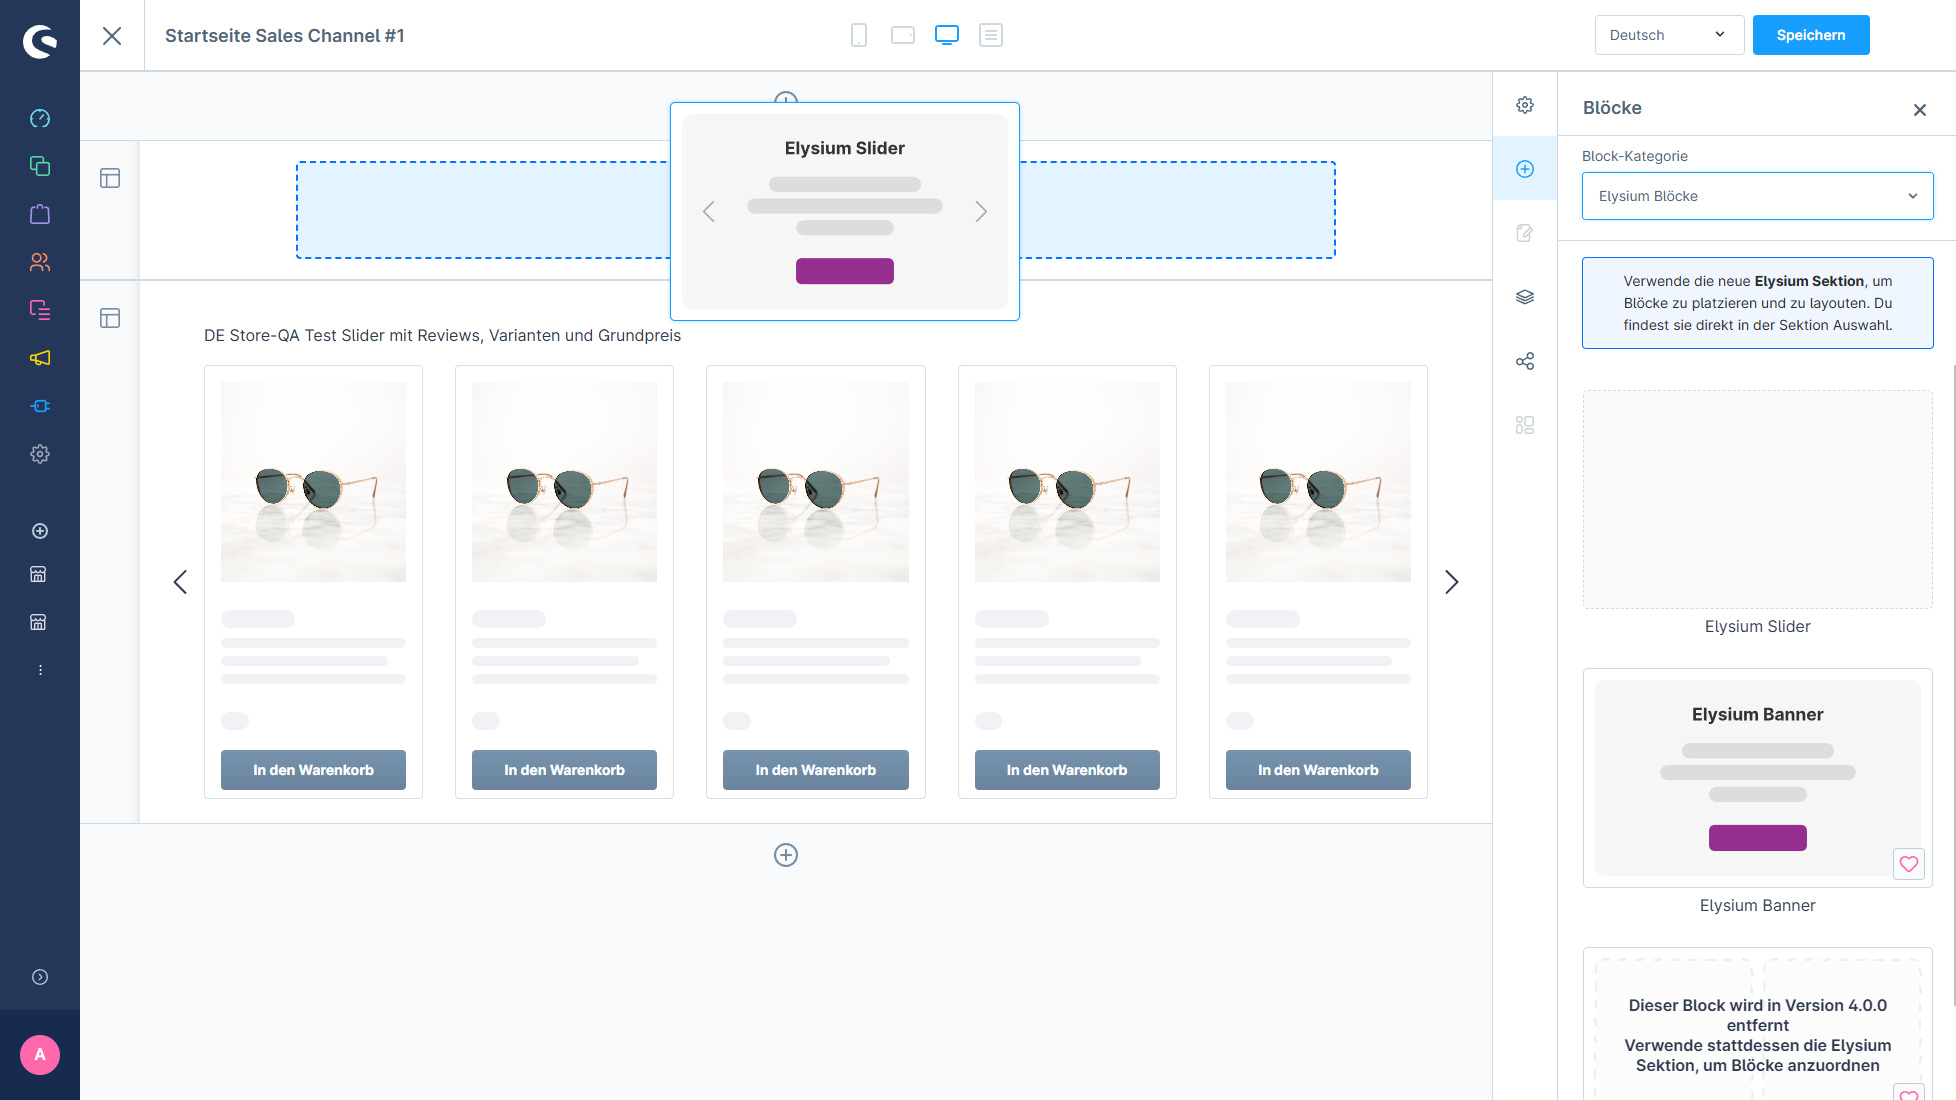 Startseite Sales Channel #1
Deutsch
Speichern
Elysium Slider
DE Store-QA Test Slider mit Reviews, Varianten und Grundpreis
In den Warenkorb
In den Warenkorb
In den Warenkorb
In den Warenkorb
In den Warenkorb
A
Blöcke
Block-Kategorie
Elysium Blöcke
Verwende die neue Elysium Sektion, um
Blöcke zu platzieren und zu layouten. Du
findest sie direkt in der Sektion Auswahl.
Elysium Slider
Elysium Banner
Elysium Banner
Dieser Block wird in Version 4.0.0
entfernt
Verwende stattdessen die Elysium
Sektion, um Blöcke anzuordnen